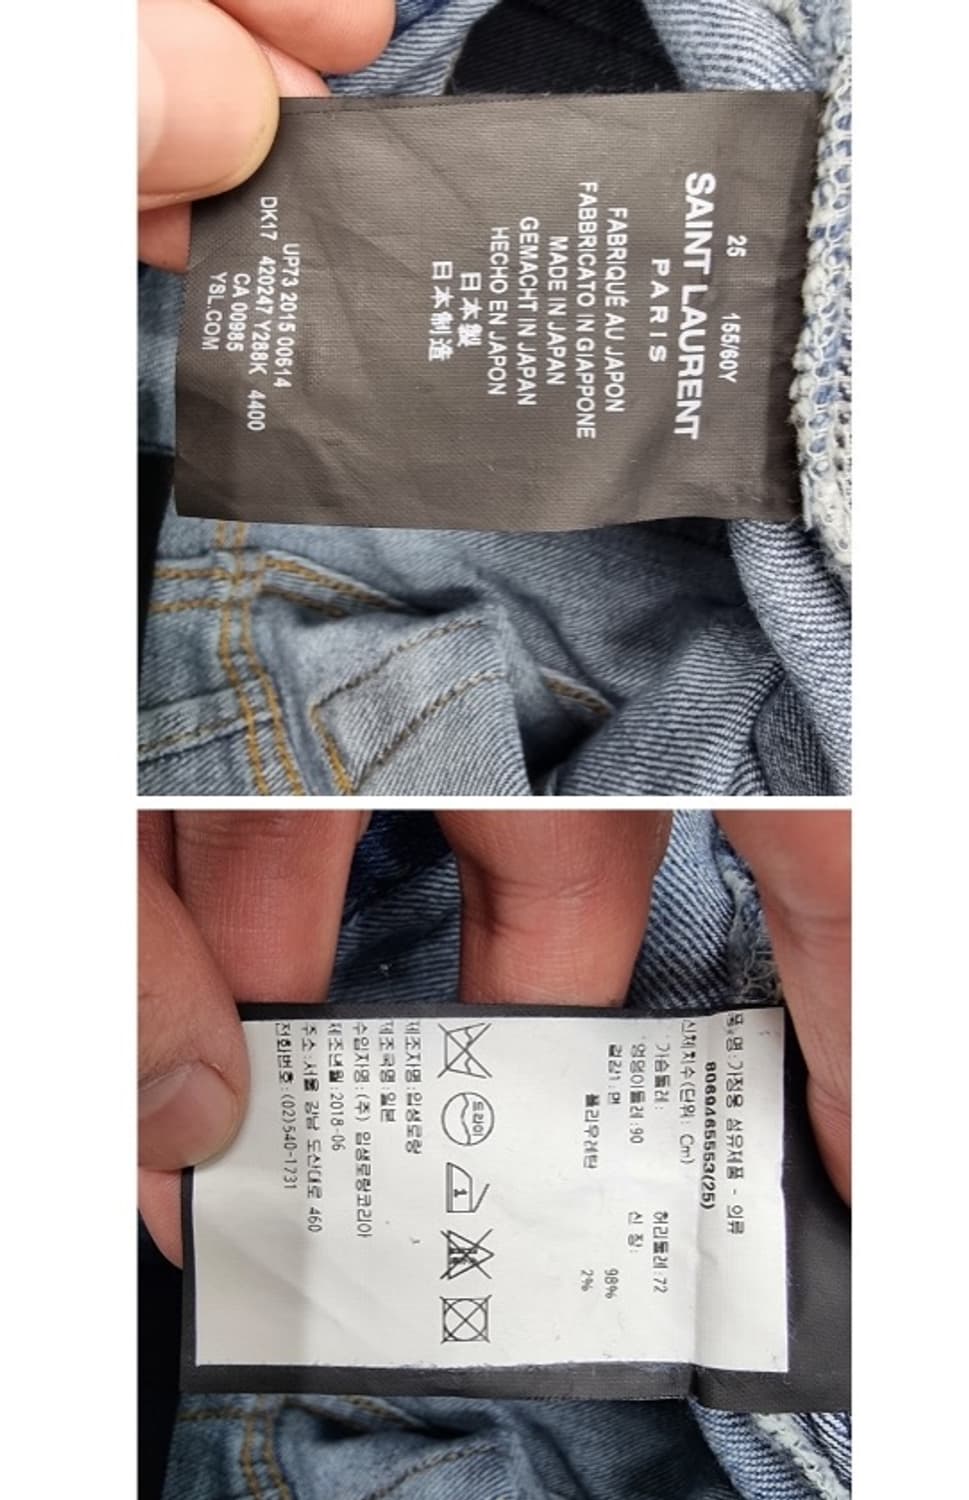 25 155/60Y
SAINT LAURENT
PARIS
FABRIQUÉ AU JAPON
FABBRICATO IN GIAPPONE
MADE IN JAPAN
GEMACHT IN JAPAN
HECHO EN JAPON
日本製
日本制造
UP73 2015 00614
DK17 420247 Y288K 4400
CA 00985
YSL.COM
품,명:가정용 섬유제품 - 의류
8069465553(25)
신체치수(단위: Cm)
가슴둘레: 허리둘레:72
엉덩이둘레:90 신 장:
겉감1 면 98%
폴리우레탄 2%
드라이
1
제조자명:입생로랑
제조국명:일본
수입자명:(주) 입생로랑코리아
제조년월:2018-06
주소:서울 강남 도산대로 460
전화번호:(02)540-1731